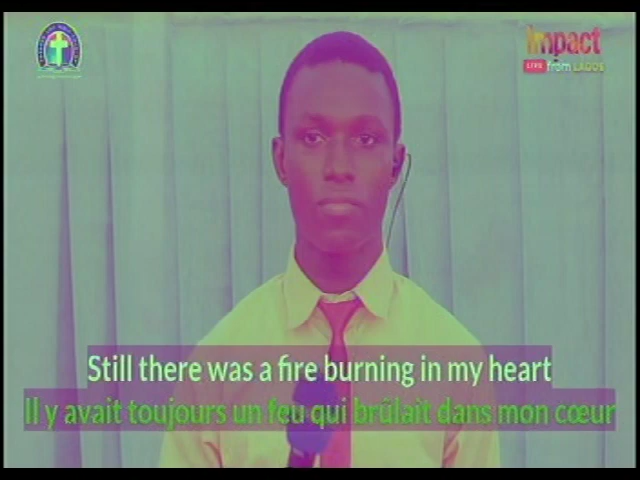 Impact
LIVE from LAGOS
Still there was a fire burning in my heart
Il y avait toujours un feu qui brûlait dans mon cœur